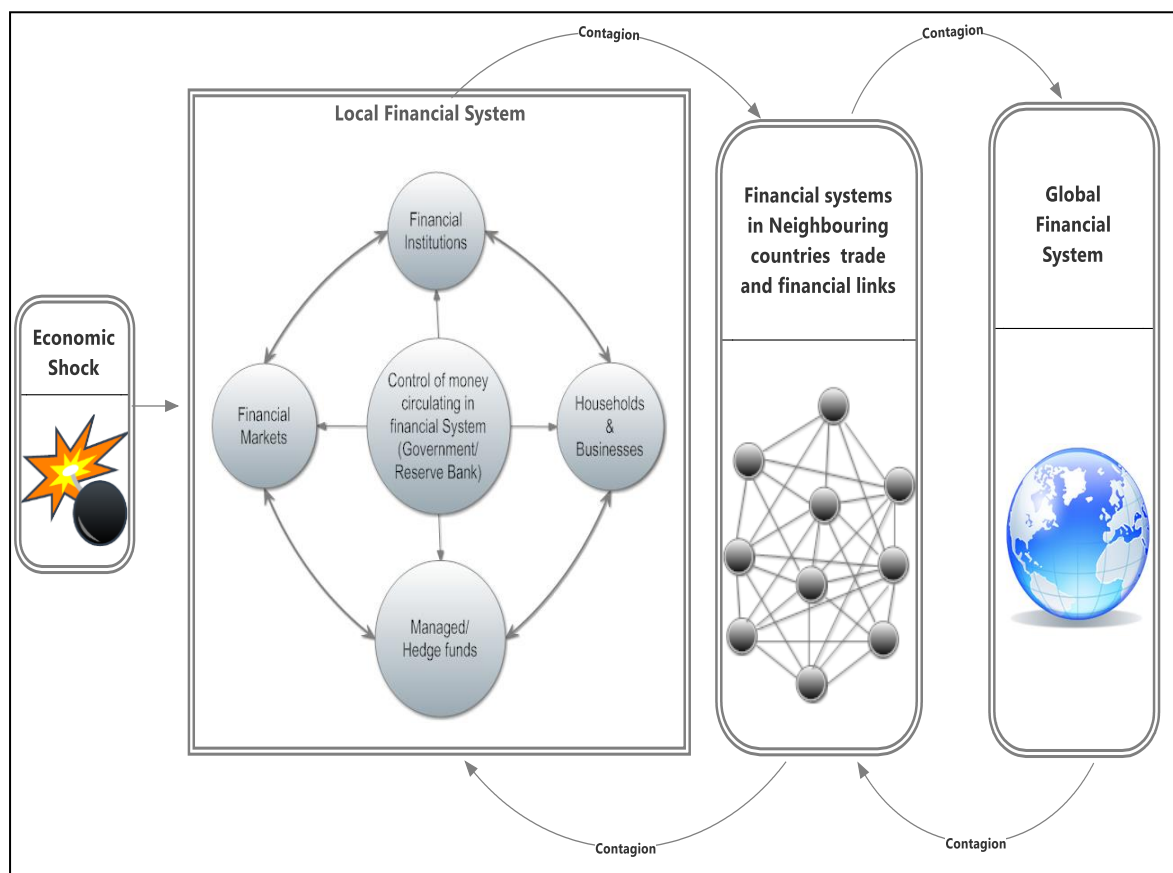 Contagion
Contagion
Local Financial System
Financial
Institutions
Financial systems
in Neighbouring
countries  trade
and financial links
Global
Financial
System
Economic
Shock
Financial
Markets
Control of money
circulating in
financial System
(Government/
Reserve Bank)
Households
&
Businesses
Managed/
Hedge funds
Contagion
Contagion